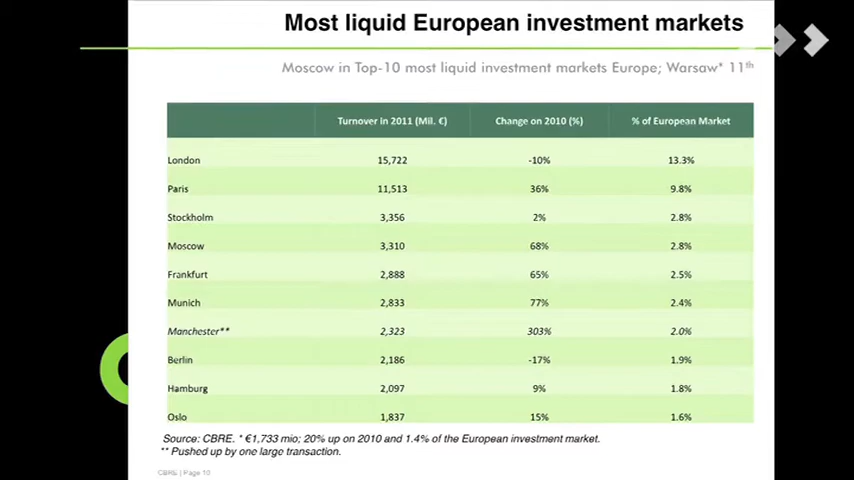 Most liquid European investment markets
Moscow in Top-10 most liquid investment markets Europe; Warsaw* 11th
Turnover in 2011 (Mil. €) Change on 2010 (%) % of European Market
London 15,722 -10% 13.3%
Paris 11,513 36% 9.8%
Stockholm 3,356 2% 2.8%
Moscow 3,310 68% 2.8%
Frankfurt 2,888 65% 2.5%
Munich 2,833 77% 2.4%
Manchester** 2,323 303% 2.0%
Berlin 2,186 -17% 1.9%
Hamburg 2,097 9% 1.8%
Oslo 1,837 15% 1.6%
Source: CBRE. * €1,733 mio; 20% up on 2010 and 1.4% of the European investment market.
** Pushed up by one large transaction.
CBRE | Page 10